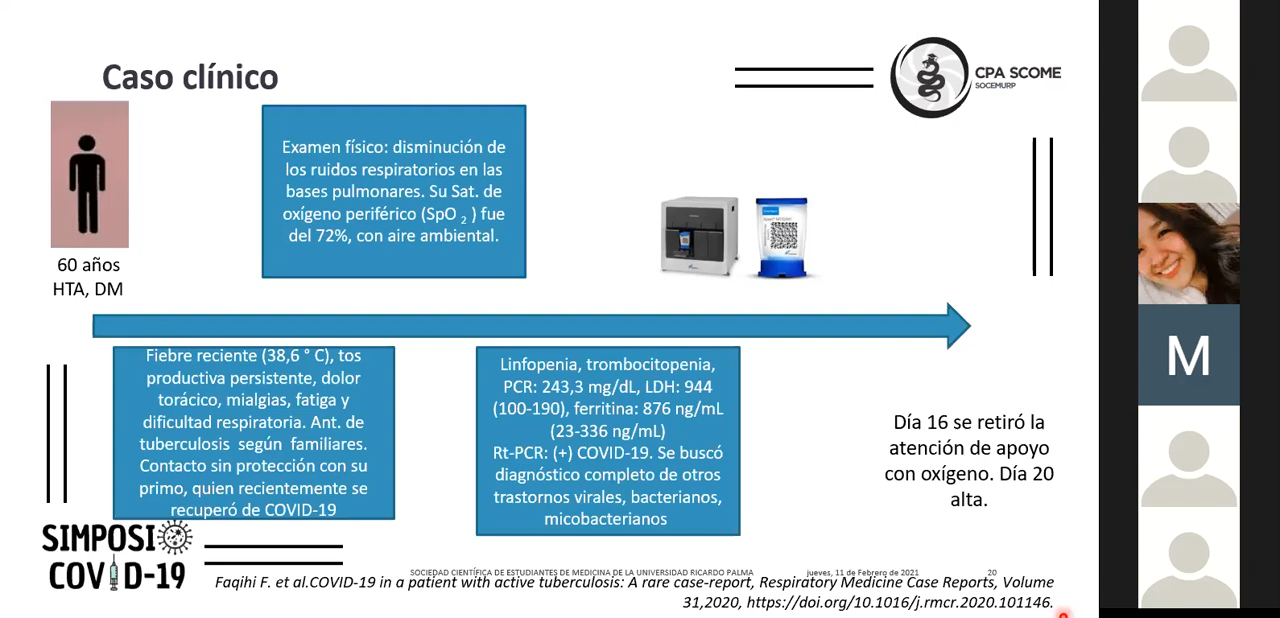 Caso clínico
CPA SCOME
SOCEMURP
60 años
HTA, DM
Examen físico: disminución de
los ruidos respiratorios en las
bases pulmonares. Su Sat. de
oxígeno periférico (SpO 2 ) fue
del 72%, con aire ambiental.
Fiebre reciente (38,6 ° C), tos
productiva persistente, dolor
torácico, mialgias, fatiga y
dificultad respiratoria. Ant. de
tuberculosis según familiares.
Contacto sin protección con su
primo, quien recientemente se
recuperó de COVID-19
Linfopenia, trombocitopenia,
PCR: 243,3 mg/dL, LDH: 944
(100-190), ferritina: 876 ng/mL
(23-336 ng/mL)
Rt-PCR: (+) COVID-19. Se buscó
diagnóstico completo de otros
trastornos virales, bacterianos,
micobacterianos
Día 16 se retiró la
atención de apoyo
con oxígeno. Día 20
alta.
M
SIMPOSIO
COVID-19
SOCIEDAD CIENTÍFICA DE ESTUDIANTES DE MEDICINA DE LA UNIVERSIDAD RICARDO PALMA jueves, 11 de Febrero de 2021 20
Faqihi F. et al.COVID-19 in a patient with active tuberculosis: A rare case-report, Respiratory Medicine Case Reports, Volume
31,2020, https://doi.org/10.1016/j.rmcr.2020.101146.